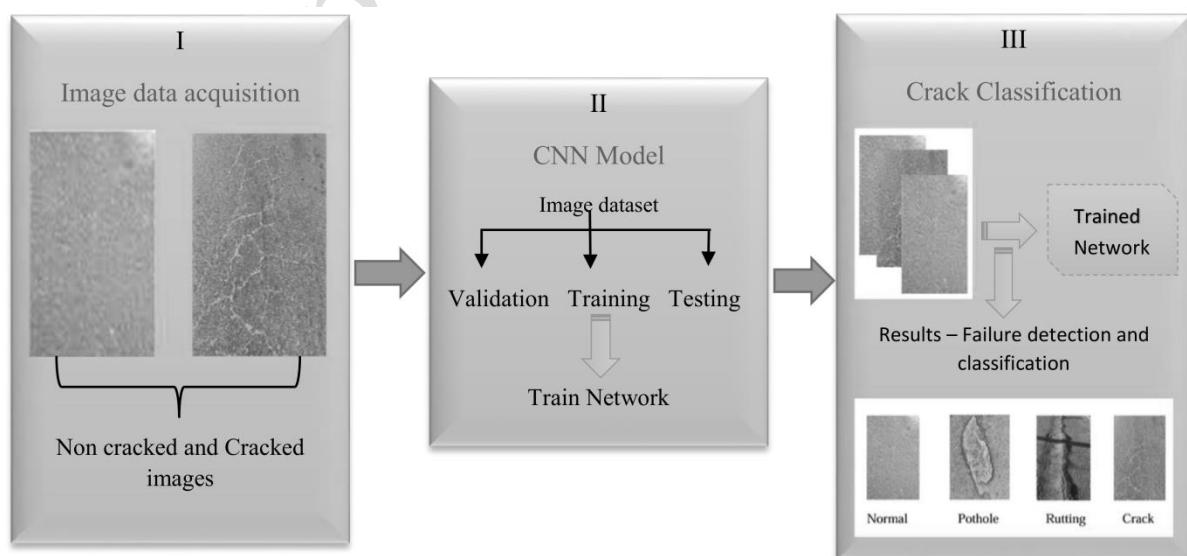 I
Image data acquisition
Non cracked and Cracked
images
II
CNN Model
Image dataset
Validation Training Testing
Train Network
III
Crack Classification
Trained
Network
Results – Failure detection and
classification
Normal Pothole Rutting Crack